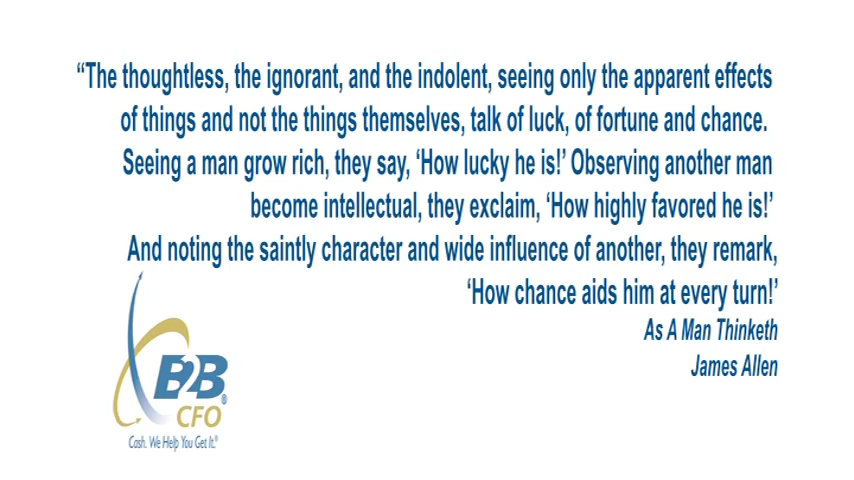 “The thoughtless, the ignorant, and the indolent, seeing only the apparent effects
of things and not the things themselves, talk of luck, of fortune and chance.
Seeing a man grow rich, they say, ‘How lucky he is!’ Observing another man
become intellectual, they exclaim, ‘How highly favored he is!’
And noting the saintly character and wide influence of another, they remark,
‘How chance aids him at every turn!’
As A Man Thinketh
James Allen
B2B®
CFO
Cash. We Help You Get It.®